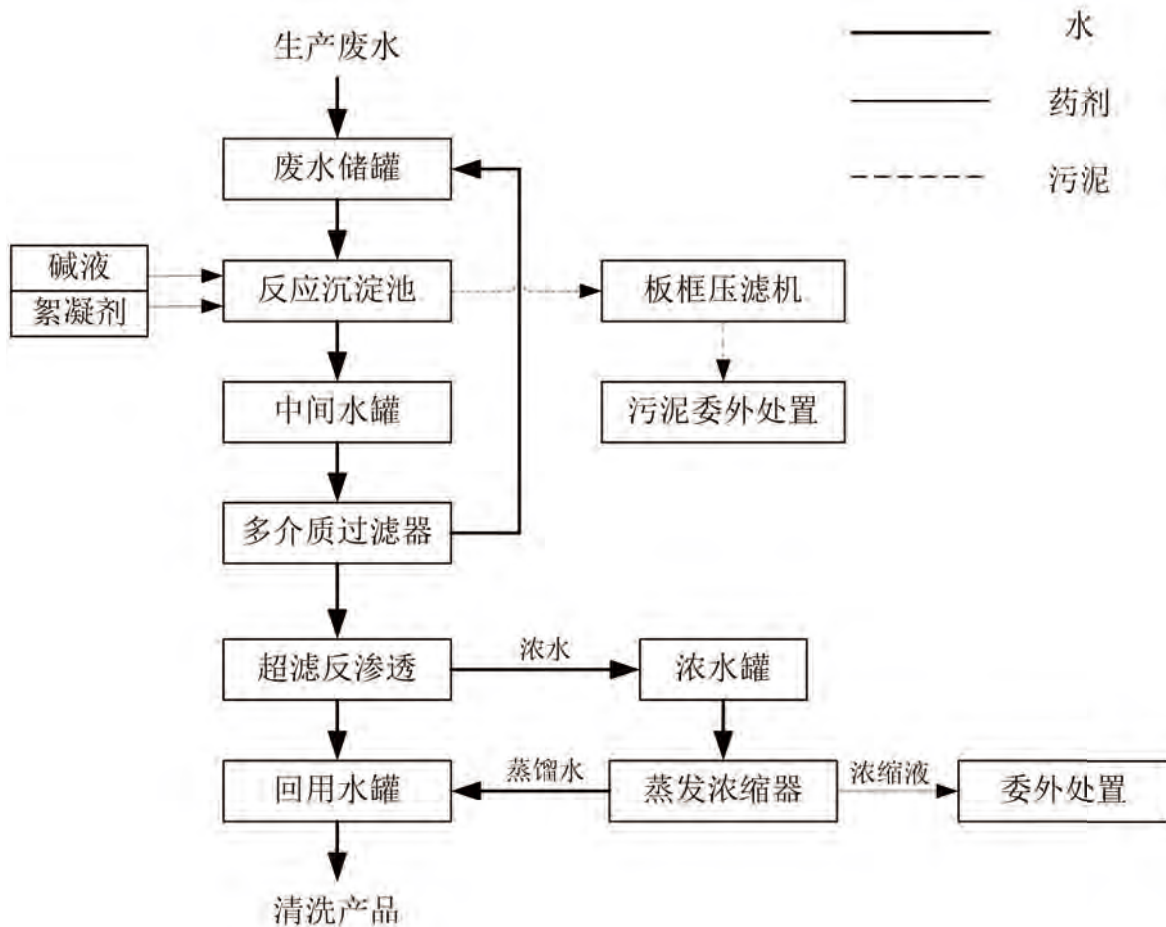 生产废水
水
药剂
污泥
废水储罐
碱液
絮凝剂
反应沉淀池
板框压滤机
中间水罐
污泥委外处置
多介质过滤器
超滤反渗透
浓水
浓水罐
回用水罐
蒸馏水
蒸发浓缩器
浓缩液
委外处置
清洗产品